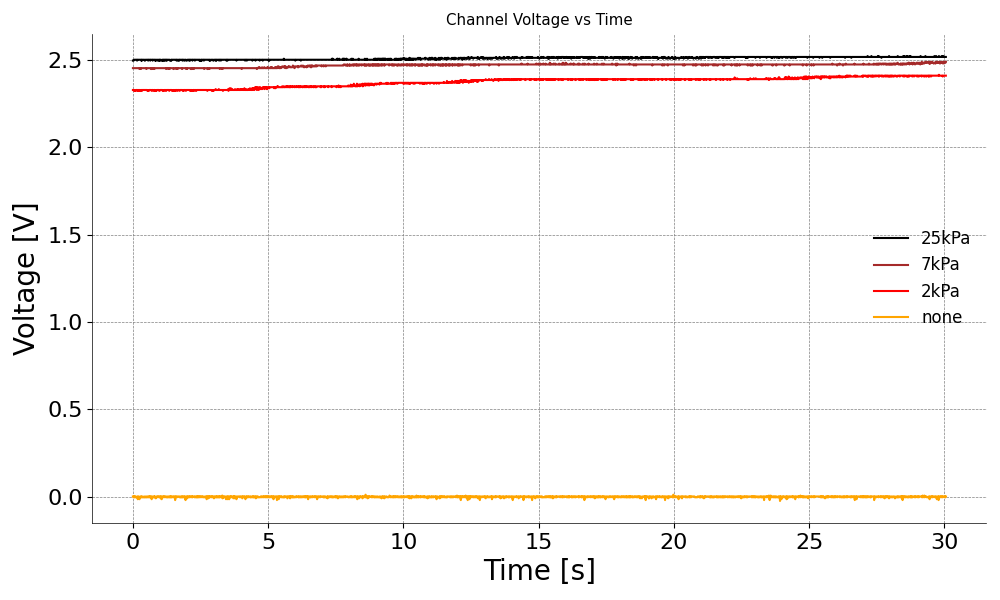 Channel Voltage vs Time
Voltage [V]
2.5
2.0
1.5
1.0
0.5
0.0
25kPa
7kPa
2kPa
none
0 5 10 15 20 25 30
Time [s]